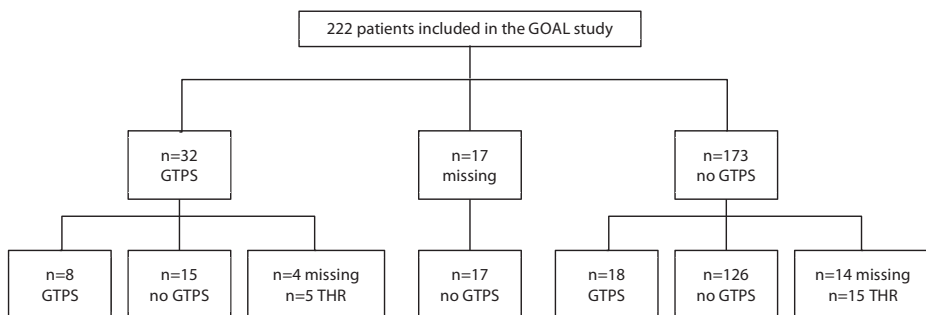 222 patients included in the GOAL study
n=32
GTPS
n=17
missing
n=173
no GTPS
n=8
GTPS
n=15
no GTPS
n=4 missing
n=5 THR
n=17
no GTPS
n=18
GTPS
n=126
no GTPS
n=14 missing
n=15 THR